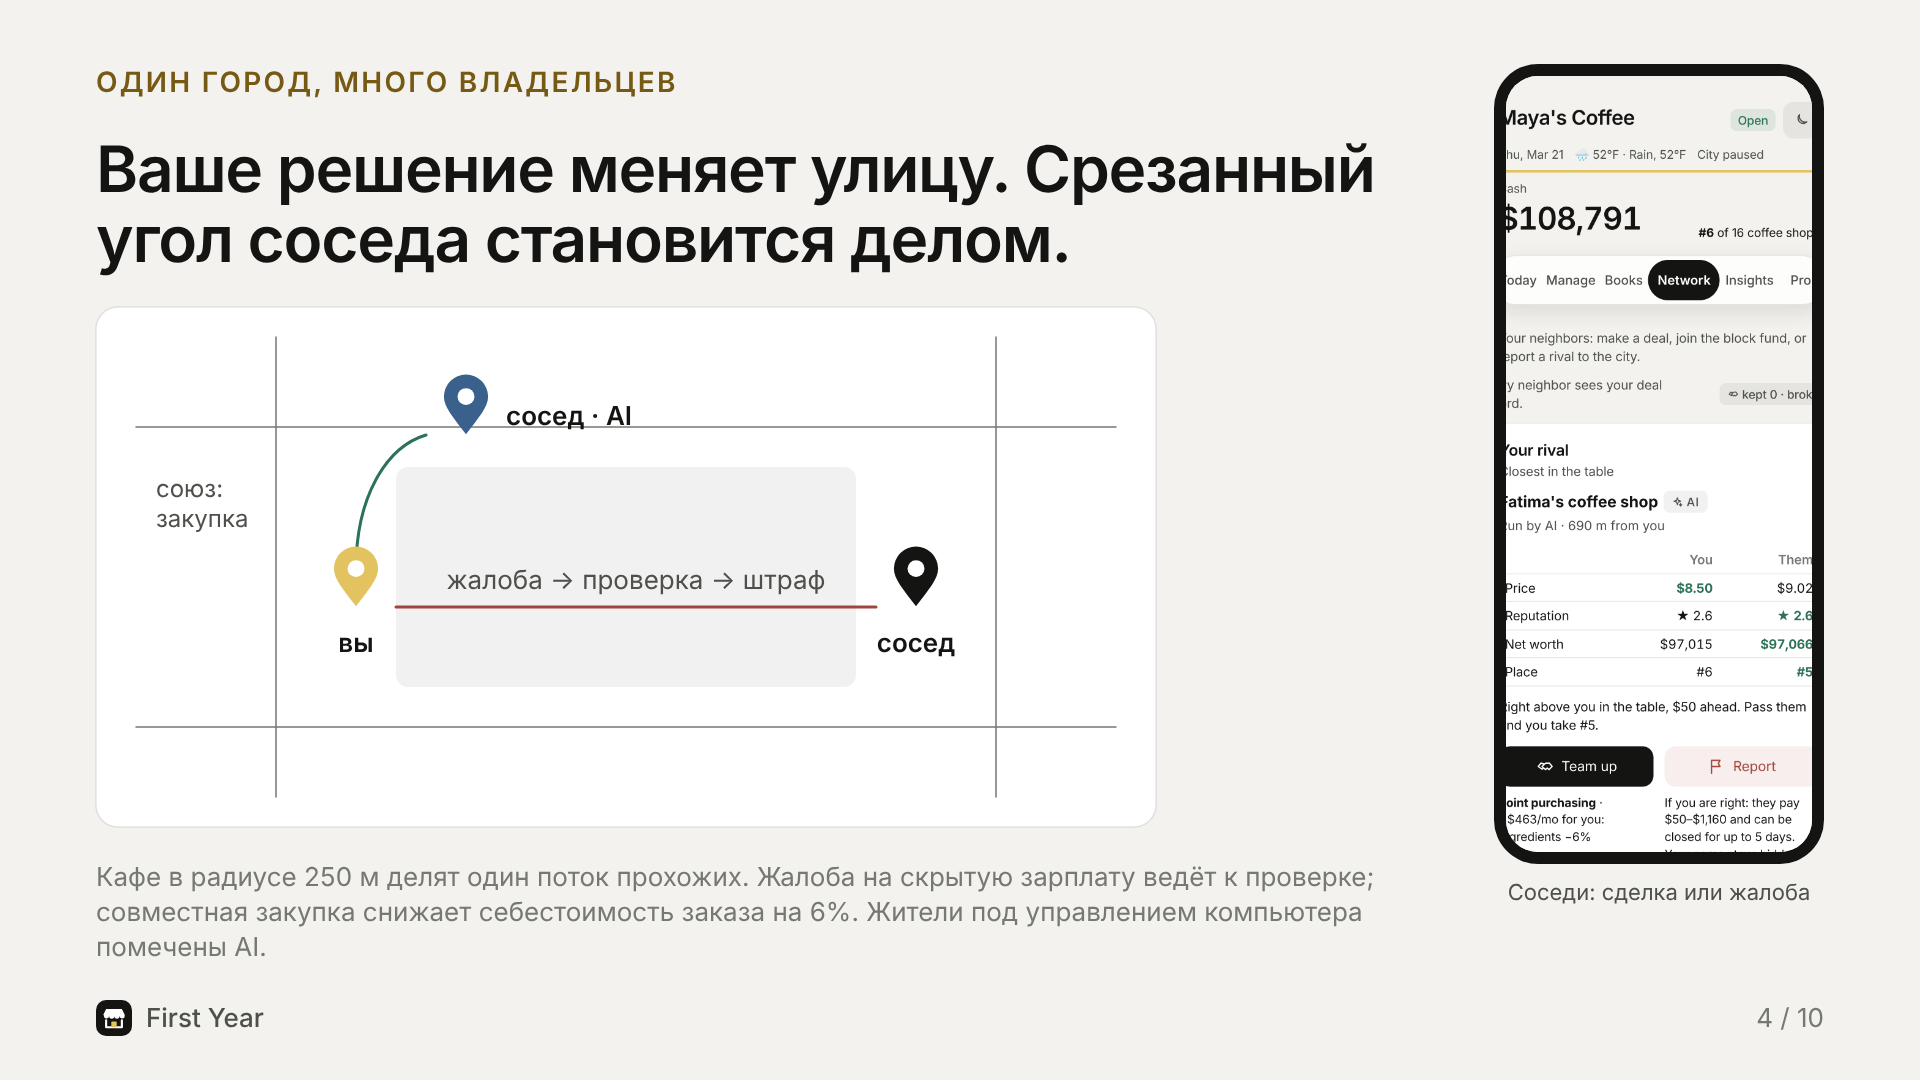 ОДИН ГОРОД, МНОГО ВЛАДЕЛЬЦЕВ
Ваше решение меняет улицу. Срезанный
угол соседа становится делом.
сосед · AI
союз:
закупка
жалоба → проверка → штраф
вы
сосед
Кафе в радиусе 250 м делят один поток прохожих. Жалоба на скрытую зарплату ведёт к проверке;
совместная закупка снижает себестоимость заказа на 6%. Жители под управлением компьютера
помечены AI.
First Year
4 / 10
Maya's Coffee
Open
hu, Mar 21 52°F · Rain, 52°F City paused
ash
$108,791
#6 of 16 coffee shop
oday Manage Books Network Insights Pro
our neighbors: make a deal, join the block fund, or
eport a rival to the city.
y neighbor sees your deal
ord.
kept 0 · brok
Your rival
Closest in the table
Fatima's coffee shop AI
Run by AI · 690 m from you
You Them
Price $8.50 $9.02
Reputation ★ 2.6 ★ 2.6
Net worth $97,015 $97,066
Place #6 #5
ight above you in the table, $50 ahead. Pass them
nd you take #5.
Team up
Report
oint purchasing ·
$463/mo for you:
gredients −6%
If you are right: they pay
$50–$1,160 and can be
closed for up to 5 days.
Соседи: сделка или жалоба